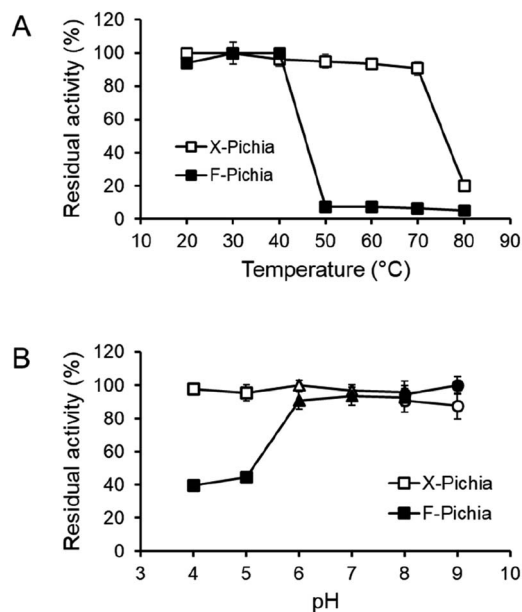 A
Residual activity (%)
120
100
80
60
40
20
0
X-Pichia
F-Pichia
10 20 30 40 50 60 70 80 90
Temperature (°C)
B
Residual activity (%)
120
100
80
60
40
20
0
X-Pichia
F-Pichia
3 4 5 6 7 8 9 10
pH